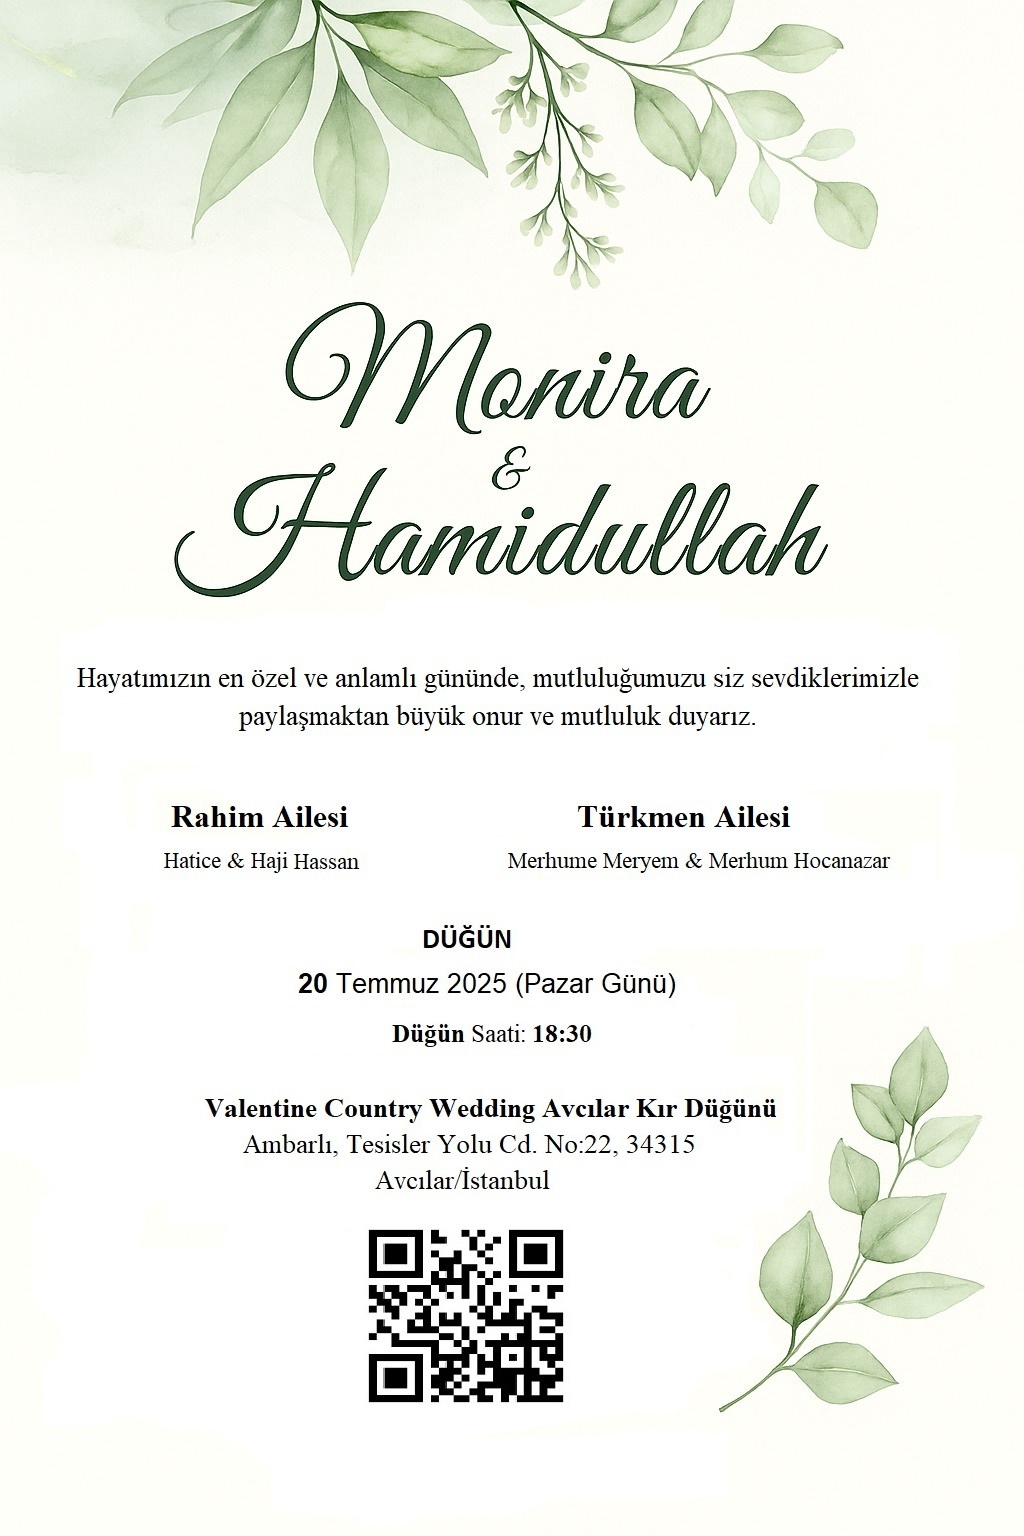 Monira
&
Hamidullah
Hayatımızın en özel ve anlamlı gününde, mutluluğumuzu siz sevdiklerimizle
paylaşmaktan büyük onur ve mutluluk duyarız.
Rahim Ailesi
Hatice & Haji Hassan
Türkmen Ailesi
Merhume Meryem & Merhum Hocanazar
DÜĞÜN
20 Temmuz 2025 (Pazar Günü)
Düğün Saati: 18:30
Valentine Country Wedding Avcılar Kır Düğünü
Ambarlı, Tesisler Yolu Cd. No:22, 34315
Avcılar/İstanbul